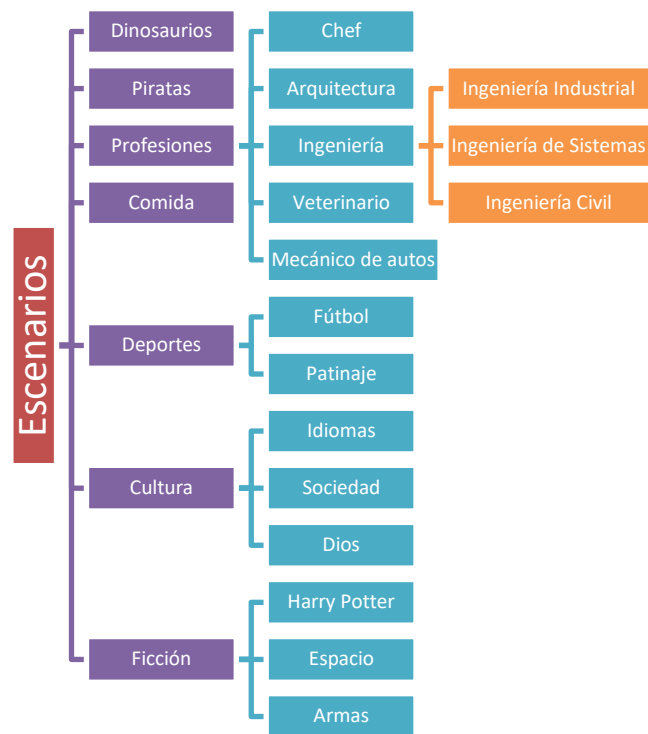 Escenarios
Dinosaurios
Piratas
Profesiones
Chef
Arquitectura
Ingeniería
Ingeniería Industrial
Ingeniería de Sistemas
Ingeniería Civil
Veterinario
Mecánico de autos
Comida
Deportes
Fútbol
Patinaje
Cultura
Idiomas
Sociedad
Dios
Ficción
Harry Potter
Espacio
Armas